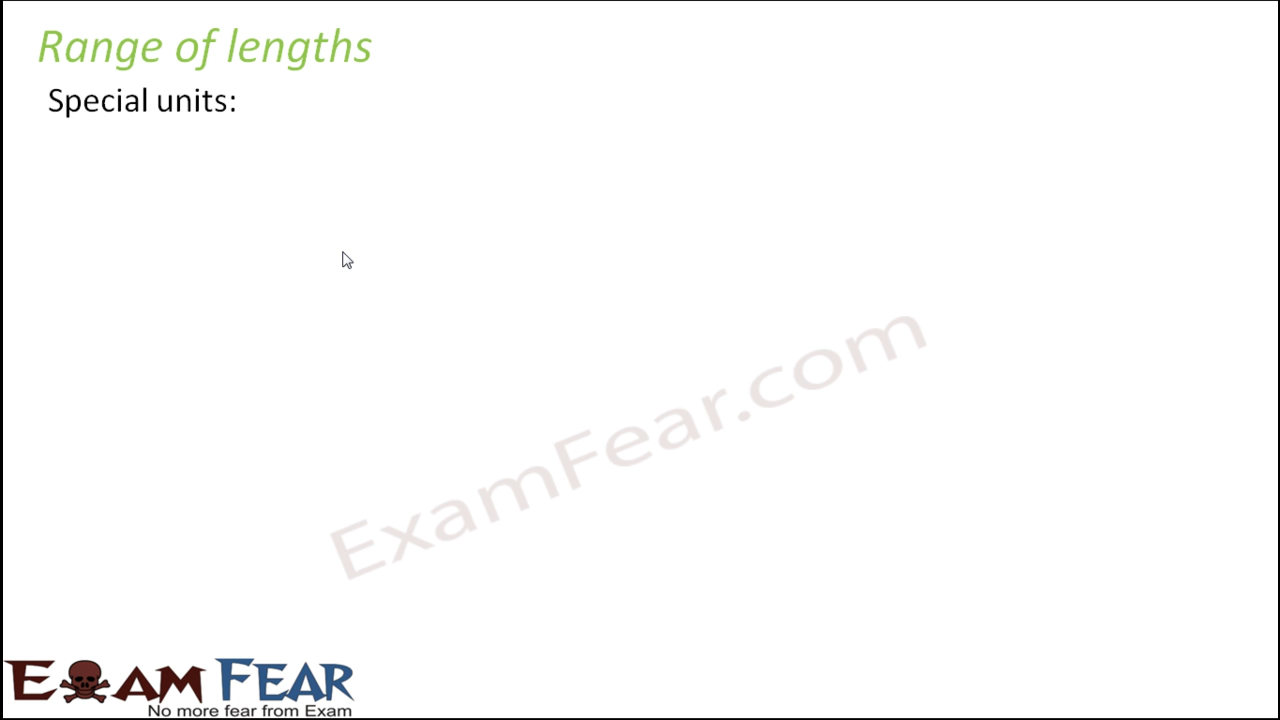 Range of lengths
Special units:
ExamFear.com
EXAM FEAR
No more fear from Exam